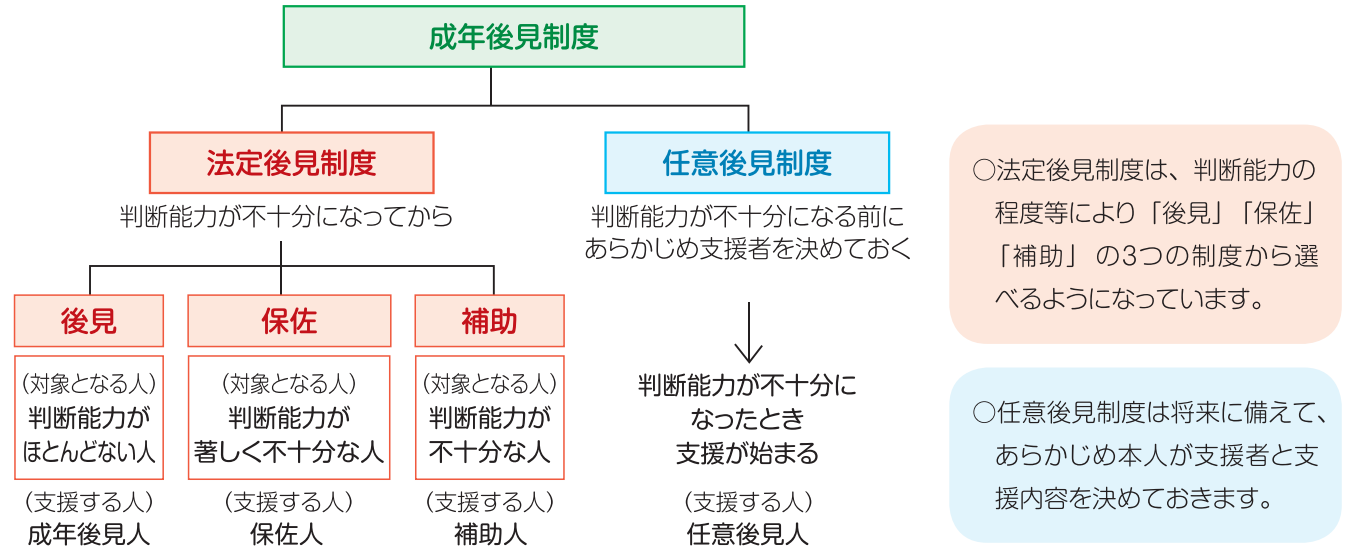 成年後見制度
法定後見制度
判断能力が不十分になってから
後見
(対象となる人)
判断能力が
ほとんどない人
(支援する人)
成年後見人
保佐
(対象となる人)
判断能力が
著しく不十分な人
(支援する人)
保佐人
補助
(対象となる人)
判断能力が
不十分な人
(支援する人)
補助人
任意後見制度
判断能力が不十分になる前に
あらかじめ支援者を決めておく
判断能力が不十分に
なったとき
支援が始まる
(支援する人)
任意後見人
○法定後見制度は、判断能力の
程度等により「後見」「保佐」
「補助」の3つの制度から選
べるようになっています。
○任意後見制度は将来に備えて、
あらかじめ本人が支援者と支
援内容を決めておきます。